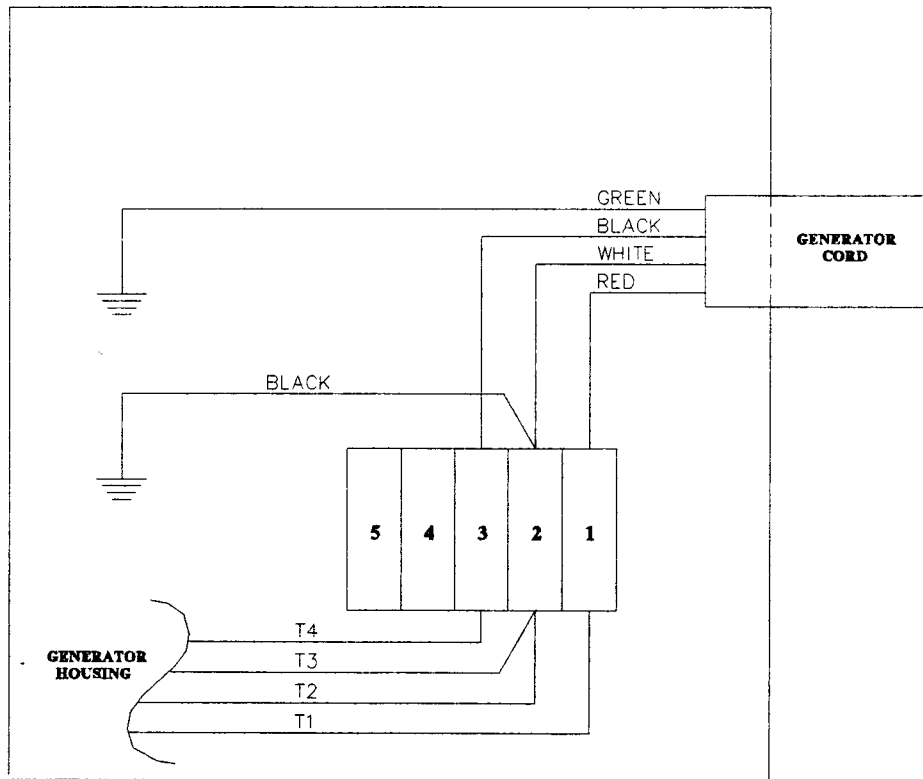 GREEN
BLACK
WHITE
RED
GENERATOR
CORD
BLACK
5 4 3 2 1
T4
T3
T2
T1
GENERATOR
HOUSING